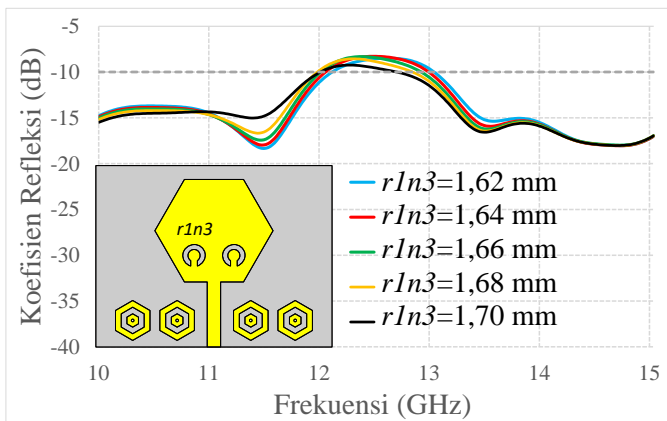 Koefisien Refleksi (dB)
-5
-10
-15
-20
-25
-30
-35
-40
r1n3
r1n3=1,62 mm
r1n3=1,64 mm
r1n3=1,66 mm
r1n3=1,68 mm
r1n3=1,70 mm
10 11 12 13 14 15
Frekuensi (GHz)